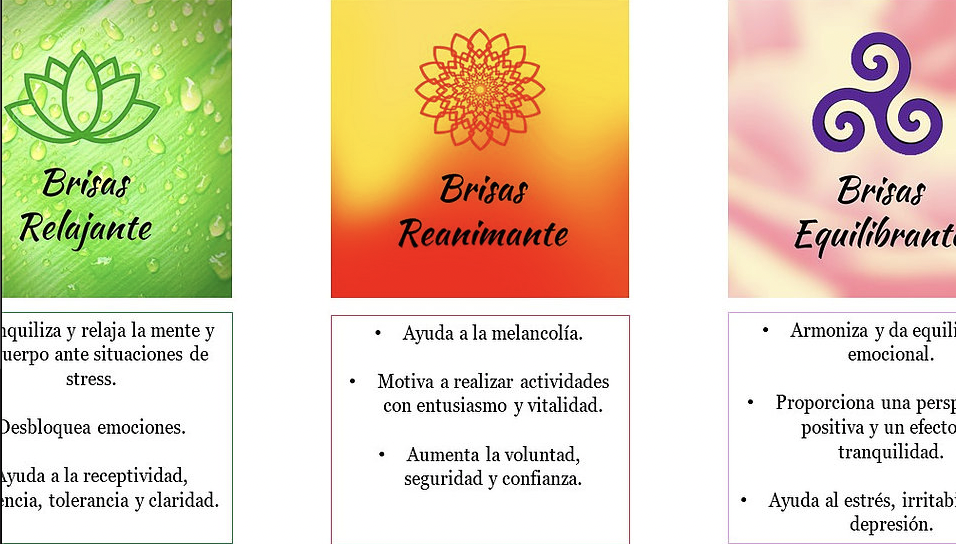 Brisas
Relajante
nquiliza y relaja la mente y
uerpo ante situaciones de
stress.
Desbloquea emociones.
Ayuda a la receptividad,
encia, tolerancia y claridad.
Brisas
Reanimante
• Ayuda a la melancolía.
• Motiva a realizar actividades
con entusiasmo y vitalidad.
• Aumenta la voluntad,
seguridad y confianza.
Brisas
Equilibrante
• Armoniza y da equili
emocional.
• Proporciona una persp
positiva y un efecto
tranquilidad.
• Ayuda al estrés, irritabi
depresión.